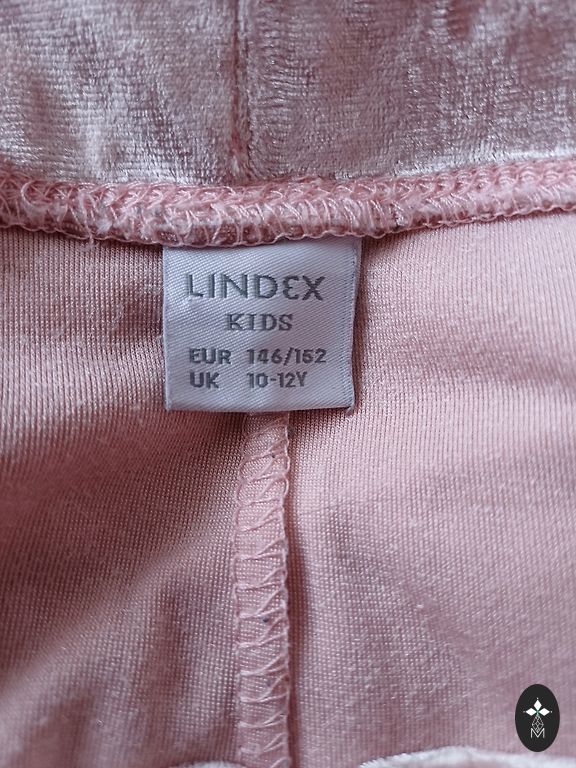 LINDEX
KIDS
EUR 146/152
UK 10-12Y